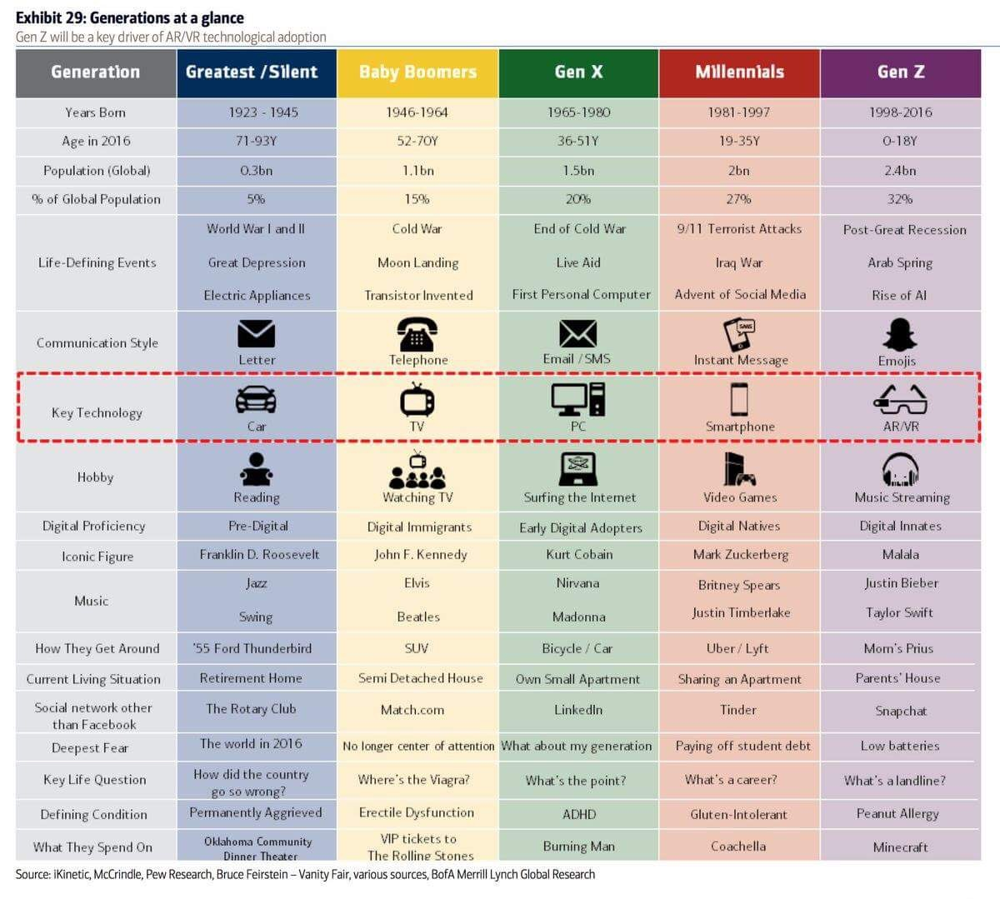 Exhibit 29: Generations at a glance
Gen Z will be a key driver of AR/VR technological adoption
Generation Greatest /Silent Baby Boomers Gen X Millennials Gen Z
Years Born 1923 - 1945 1946-1964 1965-1980 1981-1997 1998-2016
Age in 2016 71-93Y 52-70Y 36-51Y 19-35Y 0-18Y
Population (Global) 0.3bn 1.1bn 1.5bn 2bn 2.4bn
% of Global Population 5% 15% 20% 27% 32%
World War I and II Cold War End of Cold War 9/11 Terrorist Attacks Post-Great Recession
Life-Defining Events Great Depression Moon Landing Live Aid Iraq War Arab Spring
Electric Appliances Transistor Invented First Personal Computer Advent of Social Media Rise of AI
SMS
Communication Style Letter Telephone Email /SMS Instant Message Emojis
Key Technology Car TV PC Smartphone AR/VR
Hobby Reading Watching TV Surfing the Internet Video Games Music Streaming
Digital Proficiency Pre-Digital Digital Immigrants Early Digital Adopters Digital Natives Digital Innates
Iconic Figure Franklin D. Roosevelt John F. Kennedy Kurt Cobain Mark Zuckerberg Malala
Music Jazz Elvis Nirvana Britney Spears Justin Bieber
Swing Beatles Madonna Justin Timberlake Taylor Swift
How They Get Around '55 Ford Thunderbird SUV Bicycle / Car Uber / Lyft Mom's Prius
Current Living Situation Retirement Home Semi Detached House Own Small Apartment Sharing an Apartment Parents' House
Social network other
than Facebook The Rotary Club Match.com LinkedIn Tinder Snapchat
Deepest Fear The world in 2016 No longer center of attention What about my generation Paying off student debt Low batteries
Key Life Question How did the country
go so wrong? Where's the Viagra? What's the point? What's a career? What's a landline?
Defining Condition Permanently Aggrieved Erectile Dysfunction ADHD Gluten-Intolerant Peanut Allergy
What They Spend On Oklahoma Community
Dinner Theater VIP tickets to
The Rolling Stones Burning Man Coachella Minecraft
Source: iKinetic, McCrindle, Pew Research, Bruce Feirstein – Vanity Fair, various sources, BofA Merrill Lynch Global Research